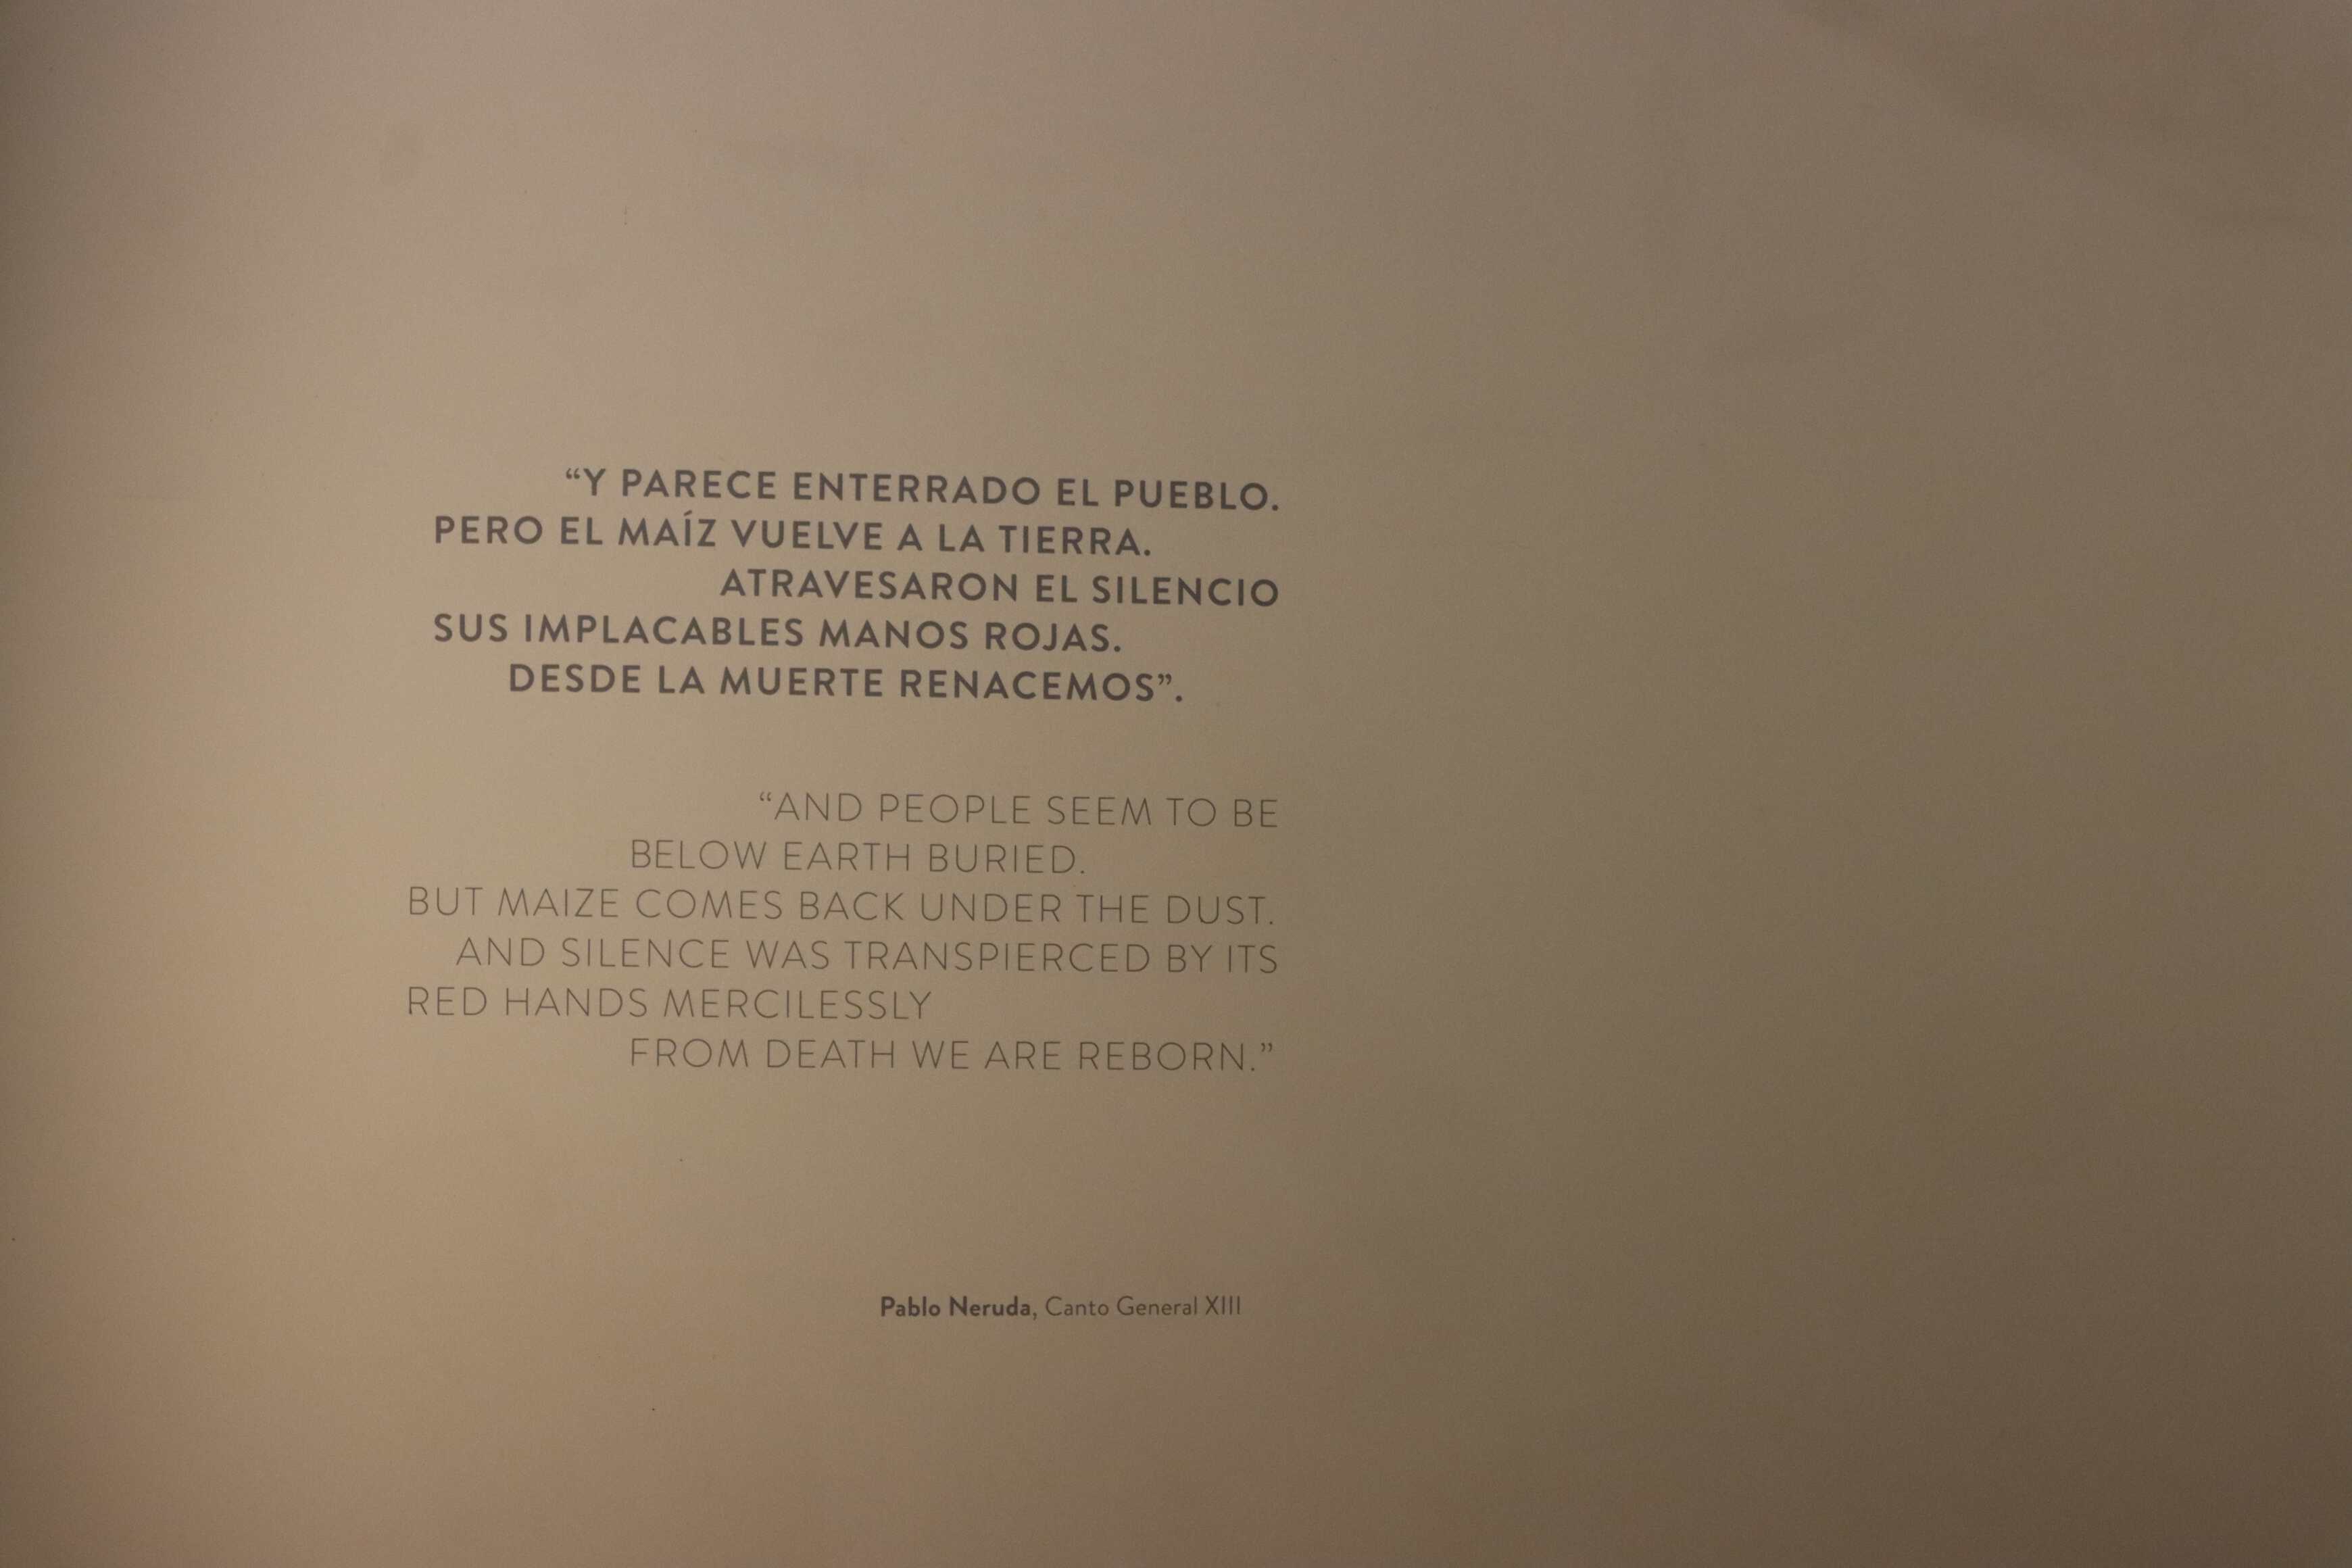 “Y PARECE ENTERRADO EL PUEBLO.
PERO EL MAÍZ VUELVE A LA TIERRA.
ATRAVESARON EL SILENCIO
SUS IMPLACABLES MANOS ROJAS.
DESDE LA MUERTE RENACEMOS”.
“AND PEOPLE SEEM TO BE
BELOW EARTH BURIED.
BUT MAIZE COMES BACK UNDER THE DUST.
AND SILENCE WAS TRANSPIERCED BY ITS
RED HANDS MERCILESSLY
FROM DEATH WE ARE REBORN.”
Pablo Neruda, Canto General XIII